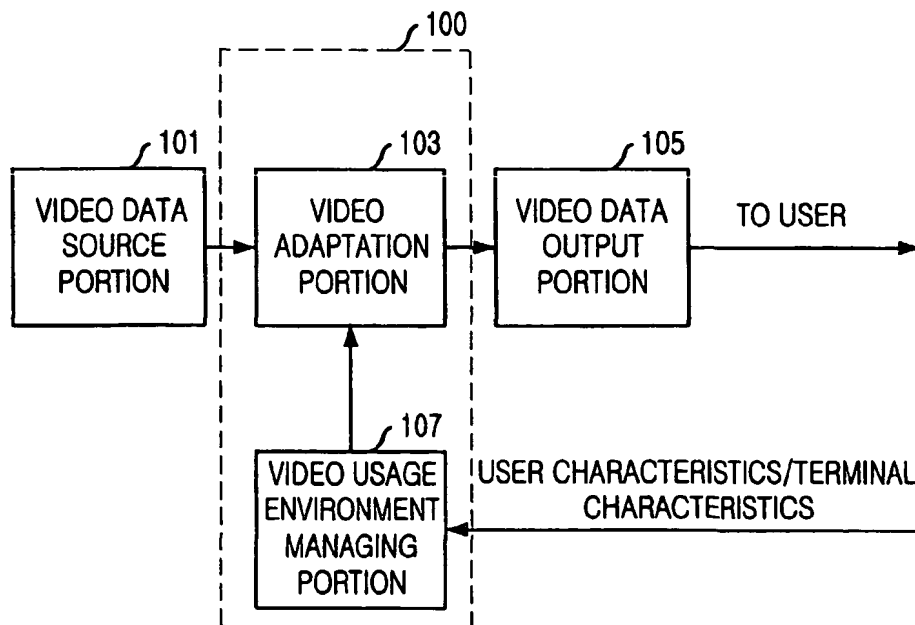 100
101
103
105
VIDEO DATA
SOURCE
PORTION
VIDEO
ADAPTATION
PORTION
VIDEO DATA
OUTPUT
PORTION
TO USER
107
VIDEO USAGE
ENVIRONMENT
MANAGING
PORTION
USER CHARACTERISTICS/TERMINAL
CHARACTERISTICS